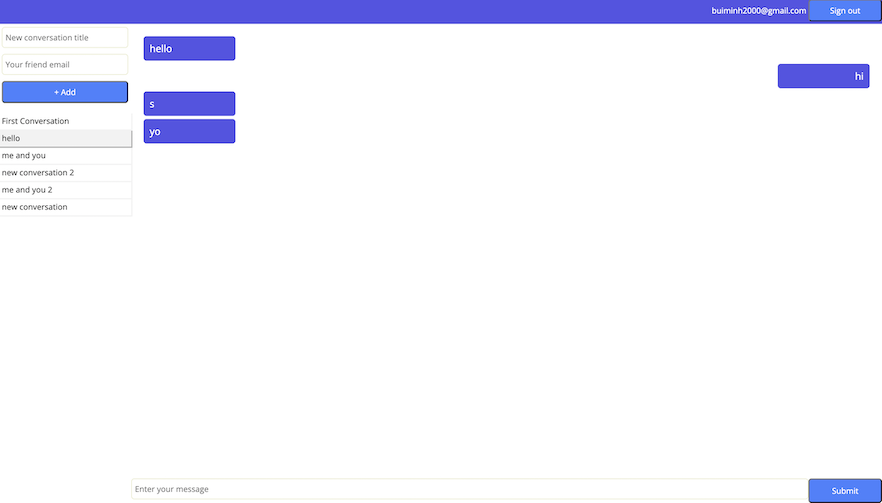 buiminh2000@gmail.com
Sign out
New conversation title
Your friend email
+ Add
First Conversation
hello
me and you
new conversation 2
me and you 2
new conversation
hello
hi
s
yo
Enter your message
Submit